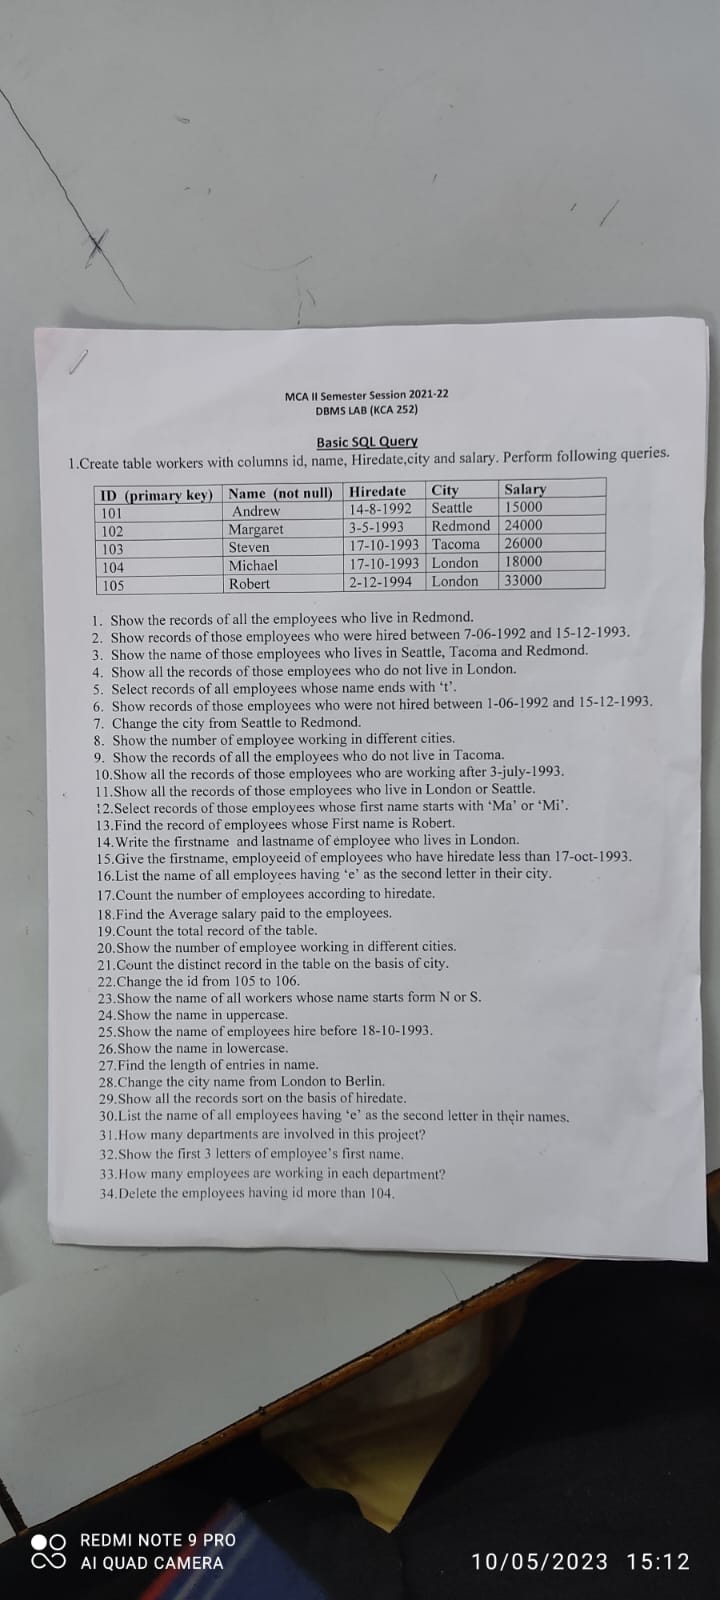 MCA II Semester Session 2021-22
DBMS LAB (KCA 252)
Basic SQL Query
1.Create table workers with columns id, name, Hiredate,city and salary. Perform following queries.
ID (primary key) Name (not null) Hiredate City Salary
101 Andrew 14-8-1992 Seattle 15000
102 Margaret 3-5-1993 Redmond 24000
103 Steven 17-10-1993 Tacoma 26000
104 Michael 17-10-1993 London 18000
105 Robert 2-12-1994 London 33000
1. Show the records of all the employees who live in Redmond.
2. Show records of those employees who were hired between 7-06-1992 and 15-12-1993.
3. Show the name of those employees who lives in Seattle, Tacoma and Redmond.
4. Show all the records of those employees who do not live in London.
5. Select records of all employees whose name ends with ‘t’.
6. Show records of those employees who were not hired between 1-06-1992 and 15-12-1993.
7. Change the city from Seattle to Redmond.
8. Show the number of employee working in different cities.
9. Show the records of all the employees who do not live in Tacoma.
10.Show all the records of those employees who are working after 3-july-1993.
11.Show all the records of those employees who live in London or Seattle.
12.Select records of those employees whose first name starts with ‘Ma’ or ‘Mi’.
13.Find the record of employees whose First name is Robert.
14.Write the firstname and lastname of employee who lives in London.
15.Give the firstname, employeeid of employees who have hiredate less than 17-oct-1993.
16.List the name of all employees having ‘e’ as the second letter in their city.
17.Count the number of employees according to hiredate.
18.Find the Average salary paid to the employees.
19.Count the total record of the table.
20.Show the number of employee working in different cities.
21.Count the distinct record in the table on the basis of city.
22.Change the id from 105 to 106.
23.Show the name of all workers whose name starts form N or S.
24.Show the name in uppercase.
25.Show the name of employees hire before 18-10-1993.
26.Show the name in lowercase.
27.Find the length of entries in name.
28.Change the city name from London to Berlin.
29.Show all the records sort on the basis of hiredate.
30.List the name of all employees having ‘e’ as the second letter in their names.
31.How many departments are involved in this project?
32.Show the first 3 letters of employee’s first name.
33.How many employees are working in each department?
34.Delete the employees having id more than 104.
REDMI NOTE 9 PRO
AI QUAD CAMERA
10/05/2023 15:12